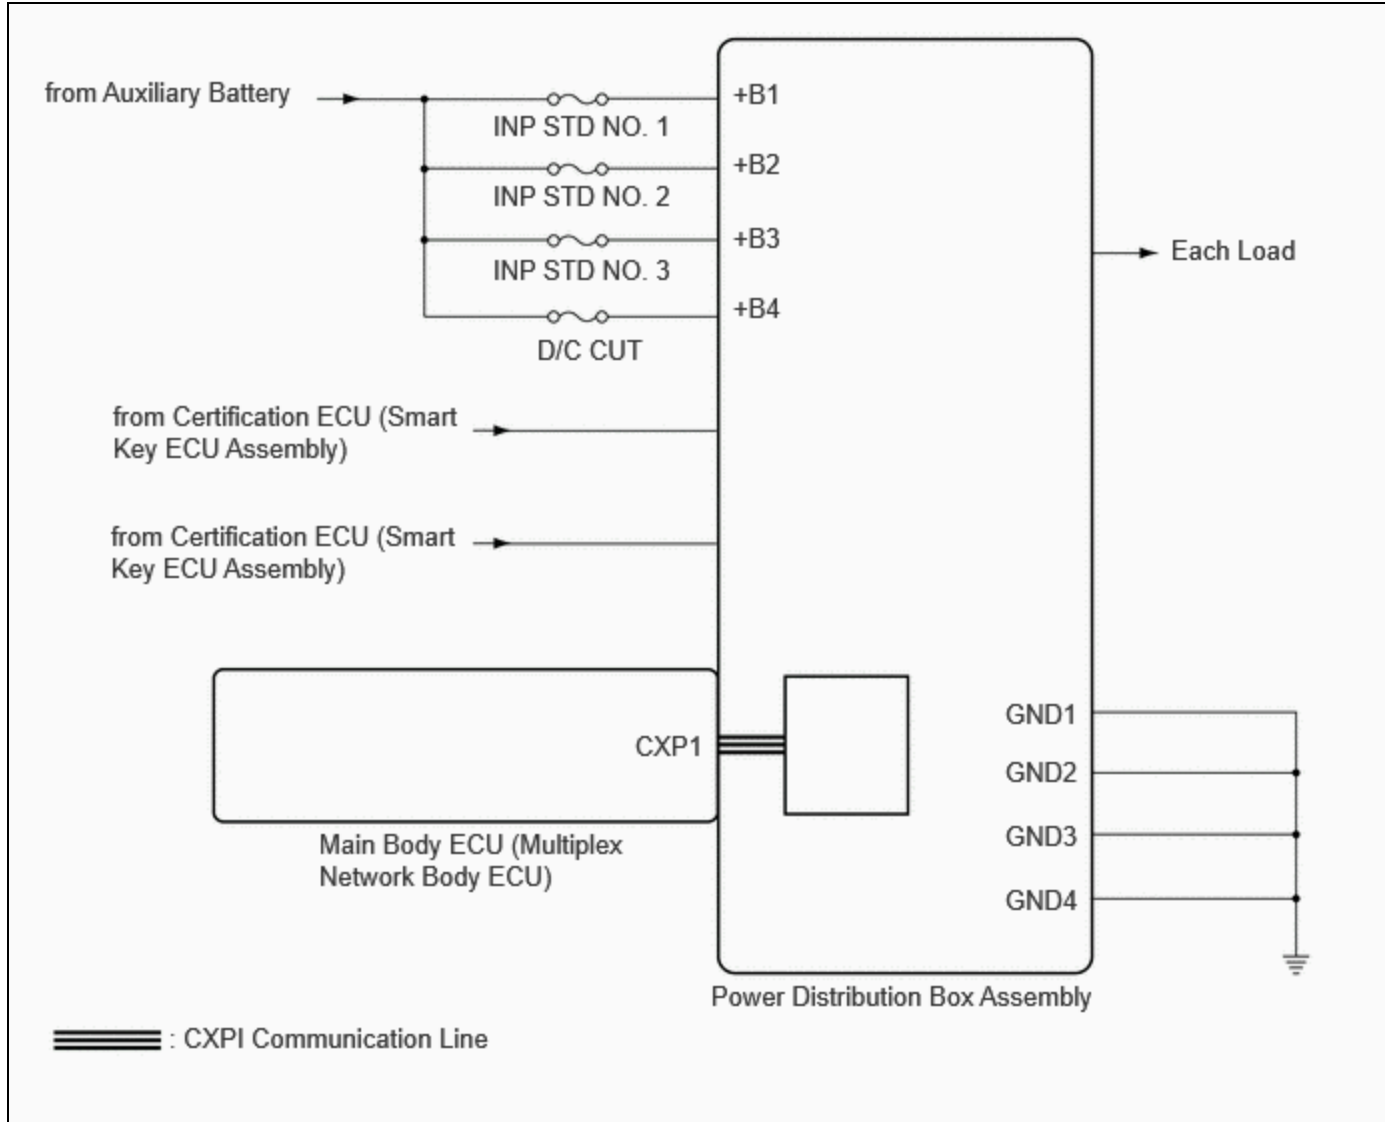 from Auxiliary Battery
+B1
INP STD NO. 1
+B2
INP STD NO. 2
+B3
INP STD NO. 3
+B4
D/C CUT
Each Load
from Certification ECU (Smart
Key ECU Assembly)
from Certification ECU (Smart
Key ECU Assembly)
CXP1
Main Body ECU (Multiplex
Network Body ECU)
GND1
GND2
GND3
GND4
Power Distribution Box Assembly
: CXPI Communication Line